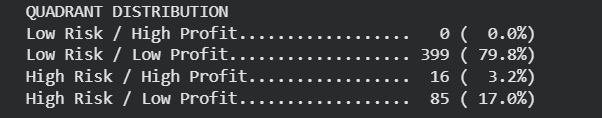 QUADRANT DISTRIBUTION
Low Risk / High Profit.................. 0 ( 0.0%)
Low Risk / Low Profit................... 399 ( 79.8%)
High Risk / High Profit................. 16 ( 3.2%)
High Risk / Low Profit.................. 85 ( 17.0%)